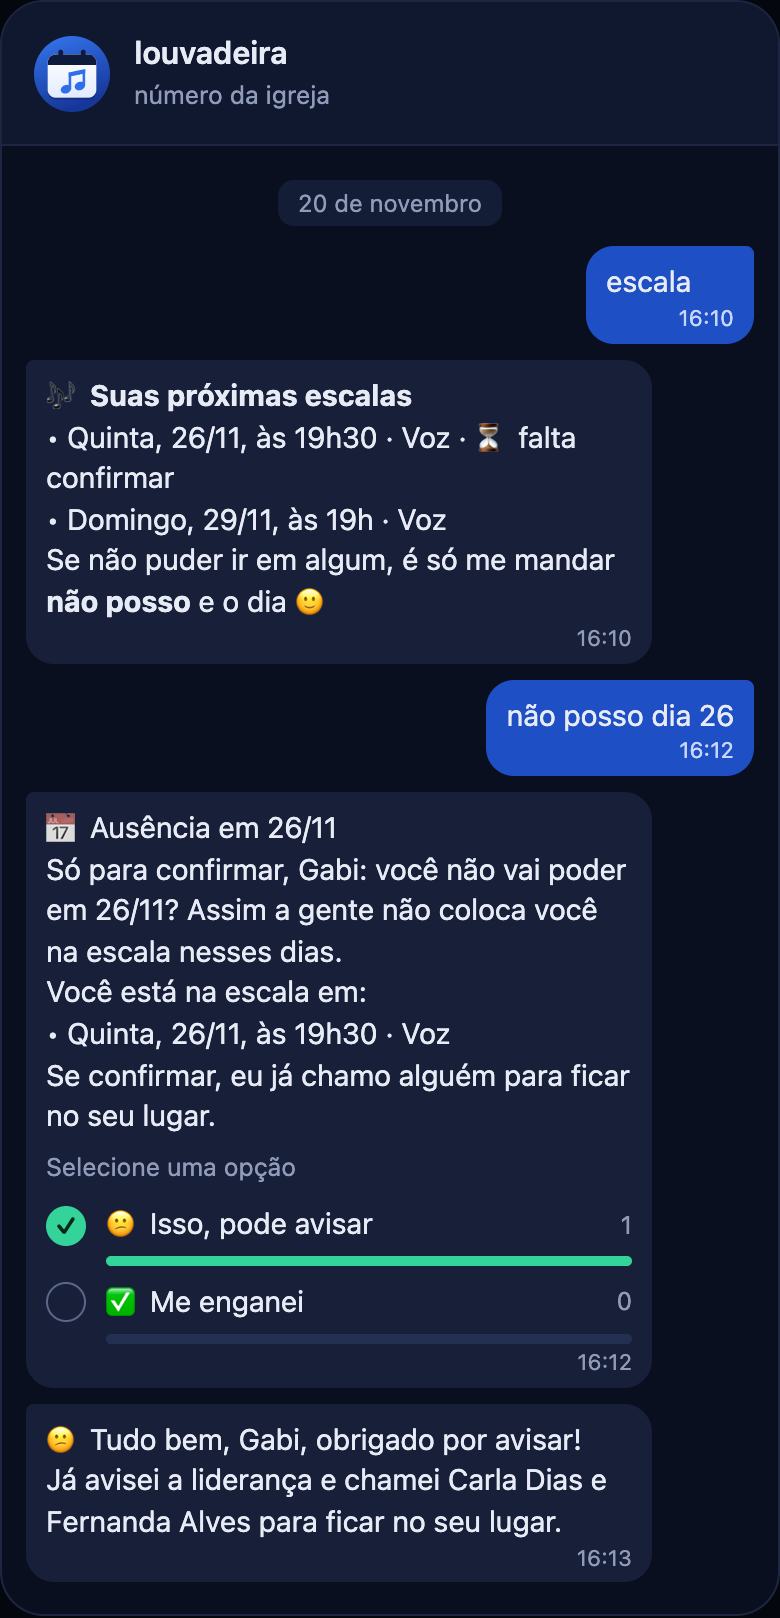 louvadeira
número da igreja
20 de novembro
escala
16:10
🎶 Suas próximas escalas
• Quinta, 26/11, às 19h30 · Voz · ⏳ falta
confirmar
• Domingo, 29/11, às 19h · Voz
Se não puder ir em algum, é só me mandar
não posso e o dia 🙂
16:10
não posso dia 26
16:12
📅 Ausência em 26/11
Só para confirmar, Gabi: você não vai poder
em 26/11? Assim a gente não coloca você
na escala nesses dias.
Você está na escala em:
• Quinta, 26/11, às 19h30 · Voz
Se confirmar, eu já chamo alguém para ficar
no seu lugar.
Selecione uma opção
😕 Isso, pode avisar 1
✅ Me enganei 0
16:12
😕 Tudo bem, Gabi, obrigado por avisar!
Já avisei a liderança e chamei Carla Dias e
Fernanda Alves para ficar no seu lugar.
16:13